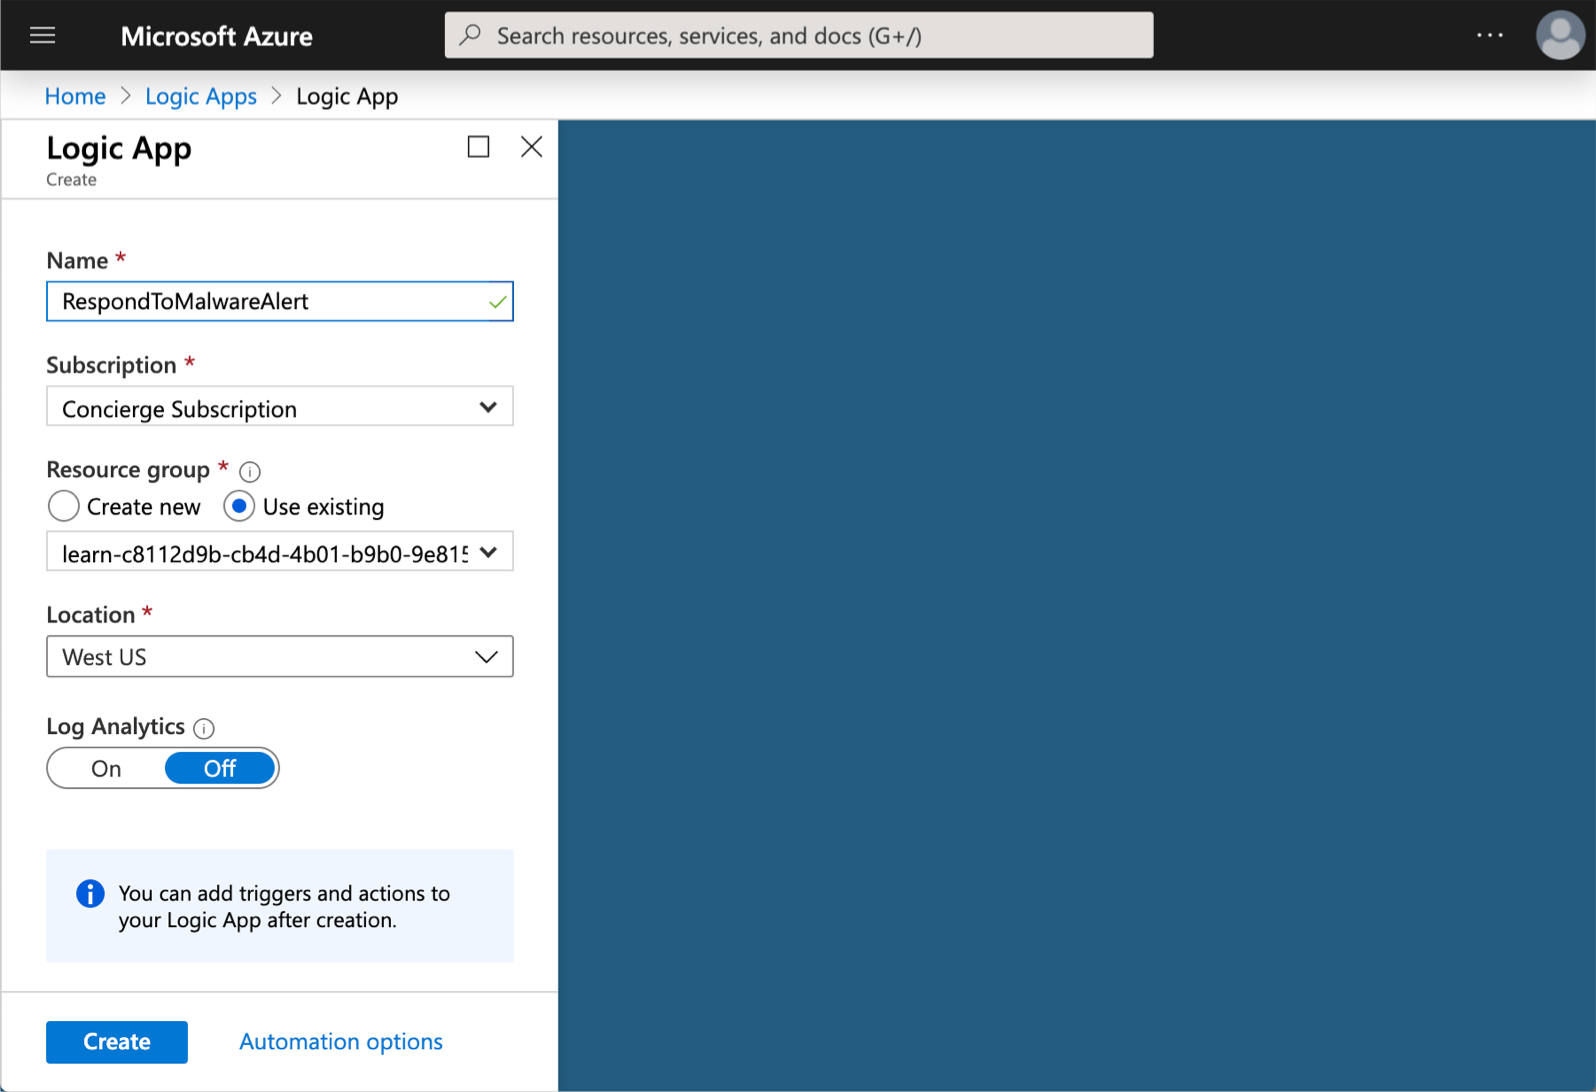 Microsoft Azure
Search resources, services, and docs (G+/)
Home > Logic Apps > Logic App
Logic App
Create
Name *
RespondToMalwareAlert
Subscription *
Concierge Subscription
Resource group *
Create new Use existing
learn-c8112d9b-cb4d-4b01-b9b0-9e815
Location *
West US
Log Analytics
On Off
You can add triggers and actions to
your Logic App after creation.
Create Automation options